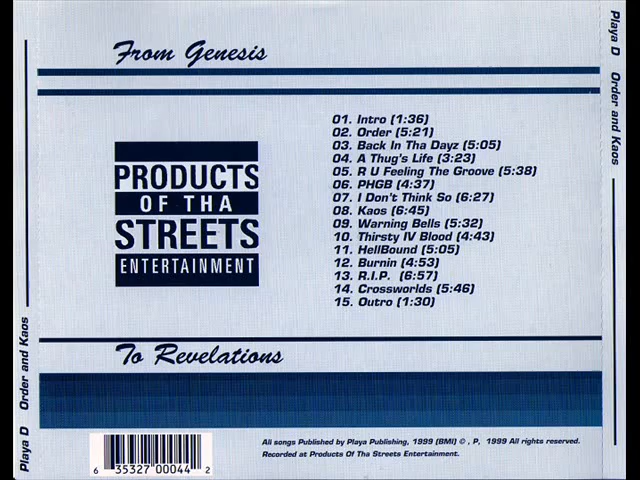 From Genesis
PRODUCTS
OF THA
STREETS
ENTERTAINMENT
01. Intro (1:36)
02. Order (5:21)
03. Back In Tha Dayz (5:05)
04. A Thug's Life (3:23)
05. R U Feeling The Groove (5:38)
06. PHGB (4:37)
07. I Don't Think So (6:27)
08. Kaos (6:45)
09. Warning Bells (5:32)
10. Thirsty IV Blood (4:43)
11. HellBound (5:05)
12. Burnin (4:53)
13. R.I.P. (6:57)
14. Crossworlds (5:46)
15. Outro (1:30)
To Revelations
All songs Published by Playa Publishing, 1999 (BMI) © , P, 1999 All rights reserved.
Recorded at Products Of Tha Streets Entertainment.
6 35327 00044 2
Playa D Order and Kaos
Playa D Order and Kaos